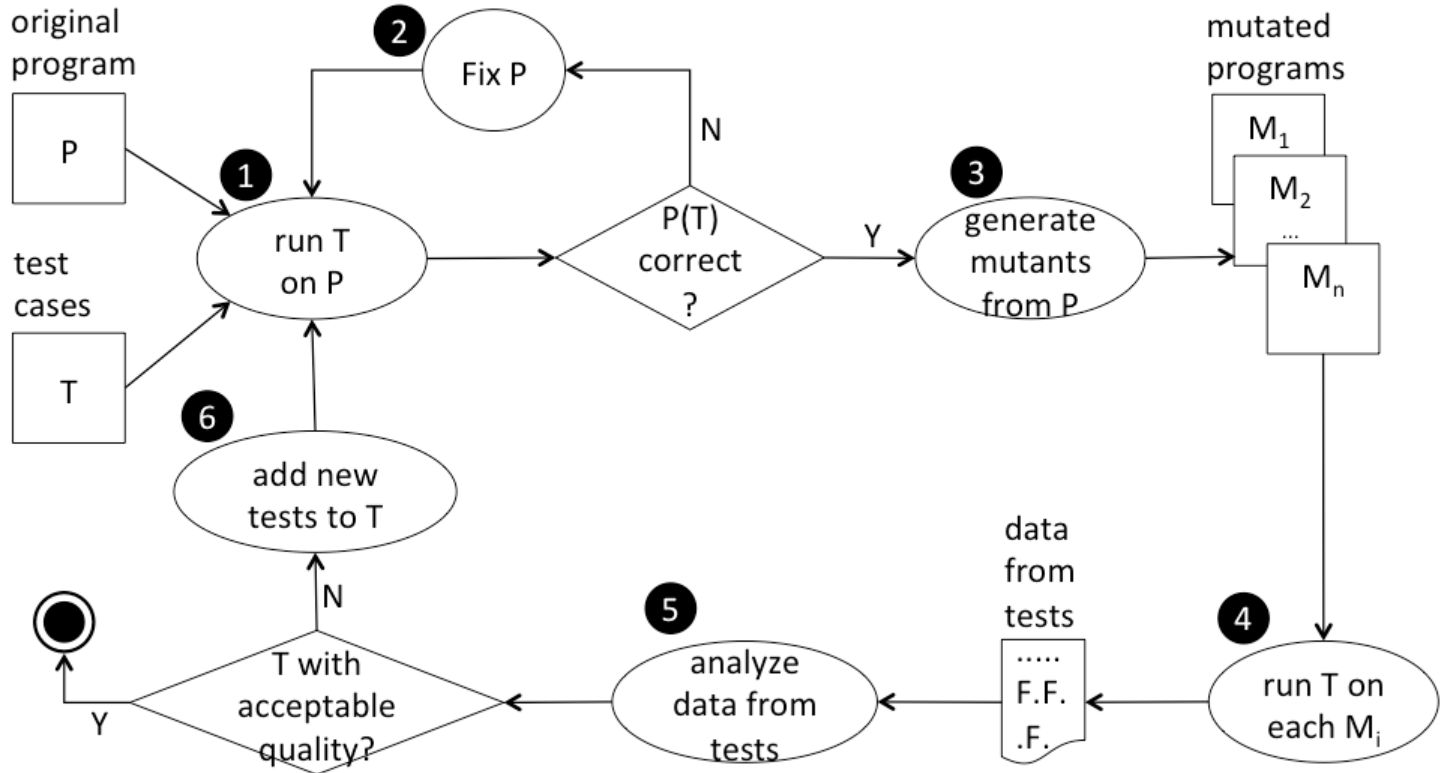 original
program
P
test
cases
T
1
run T
on P
2
Fix P
N
P(T)
correct
?
Y
3
generate
mutants
from P
mutated
programs
M₁
M₂
...
Mₙ
4
run T on
each Mᵢ
data
from
tests
.....
F.F.
.F.
5
analyze
data from
tests
T with
acceptable
quality?
Y
N
6
add new
tests to T